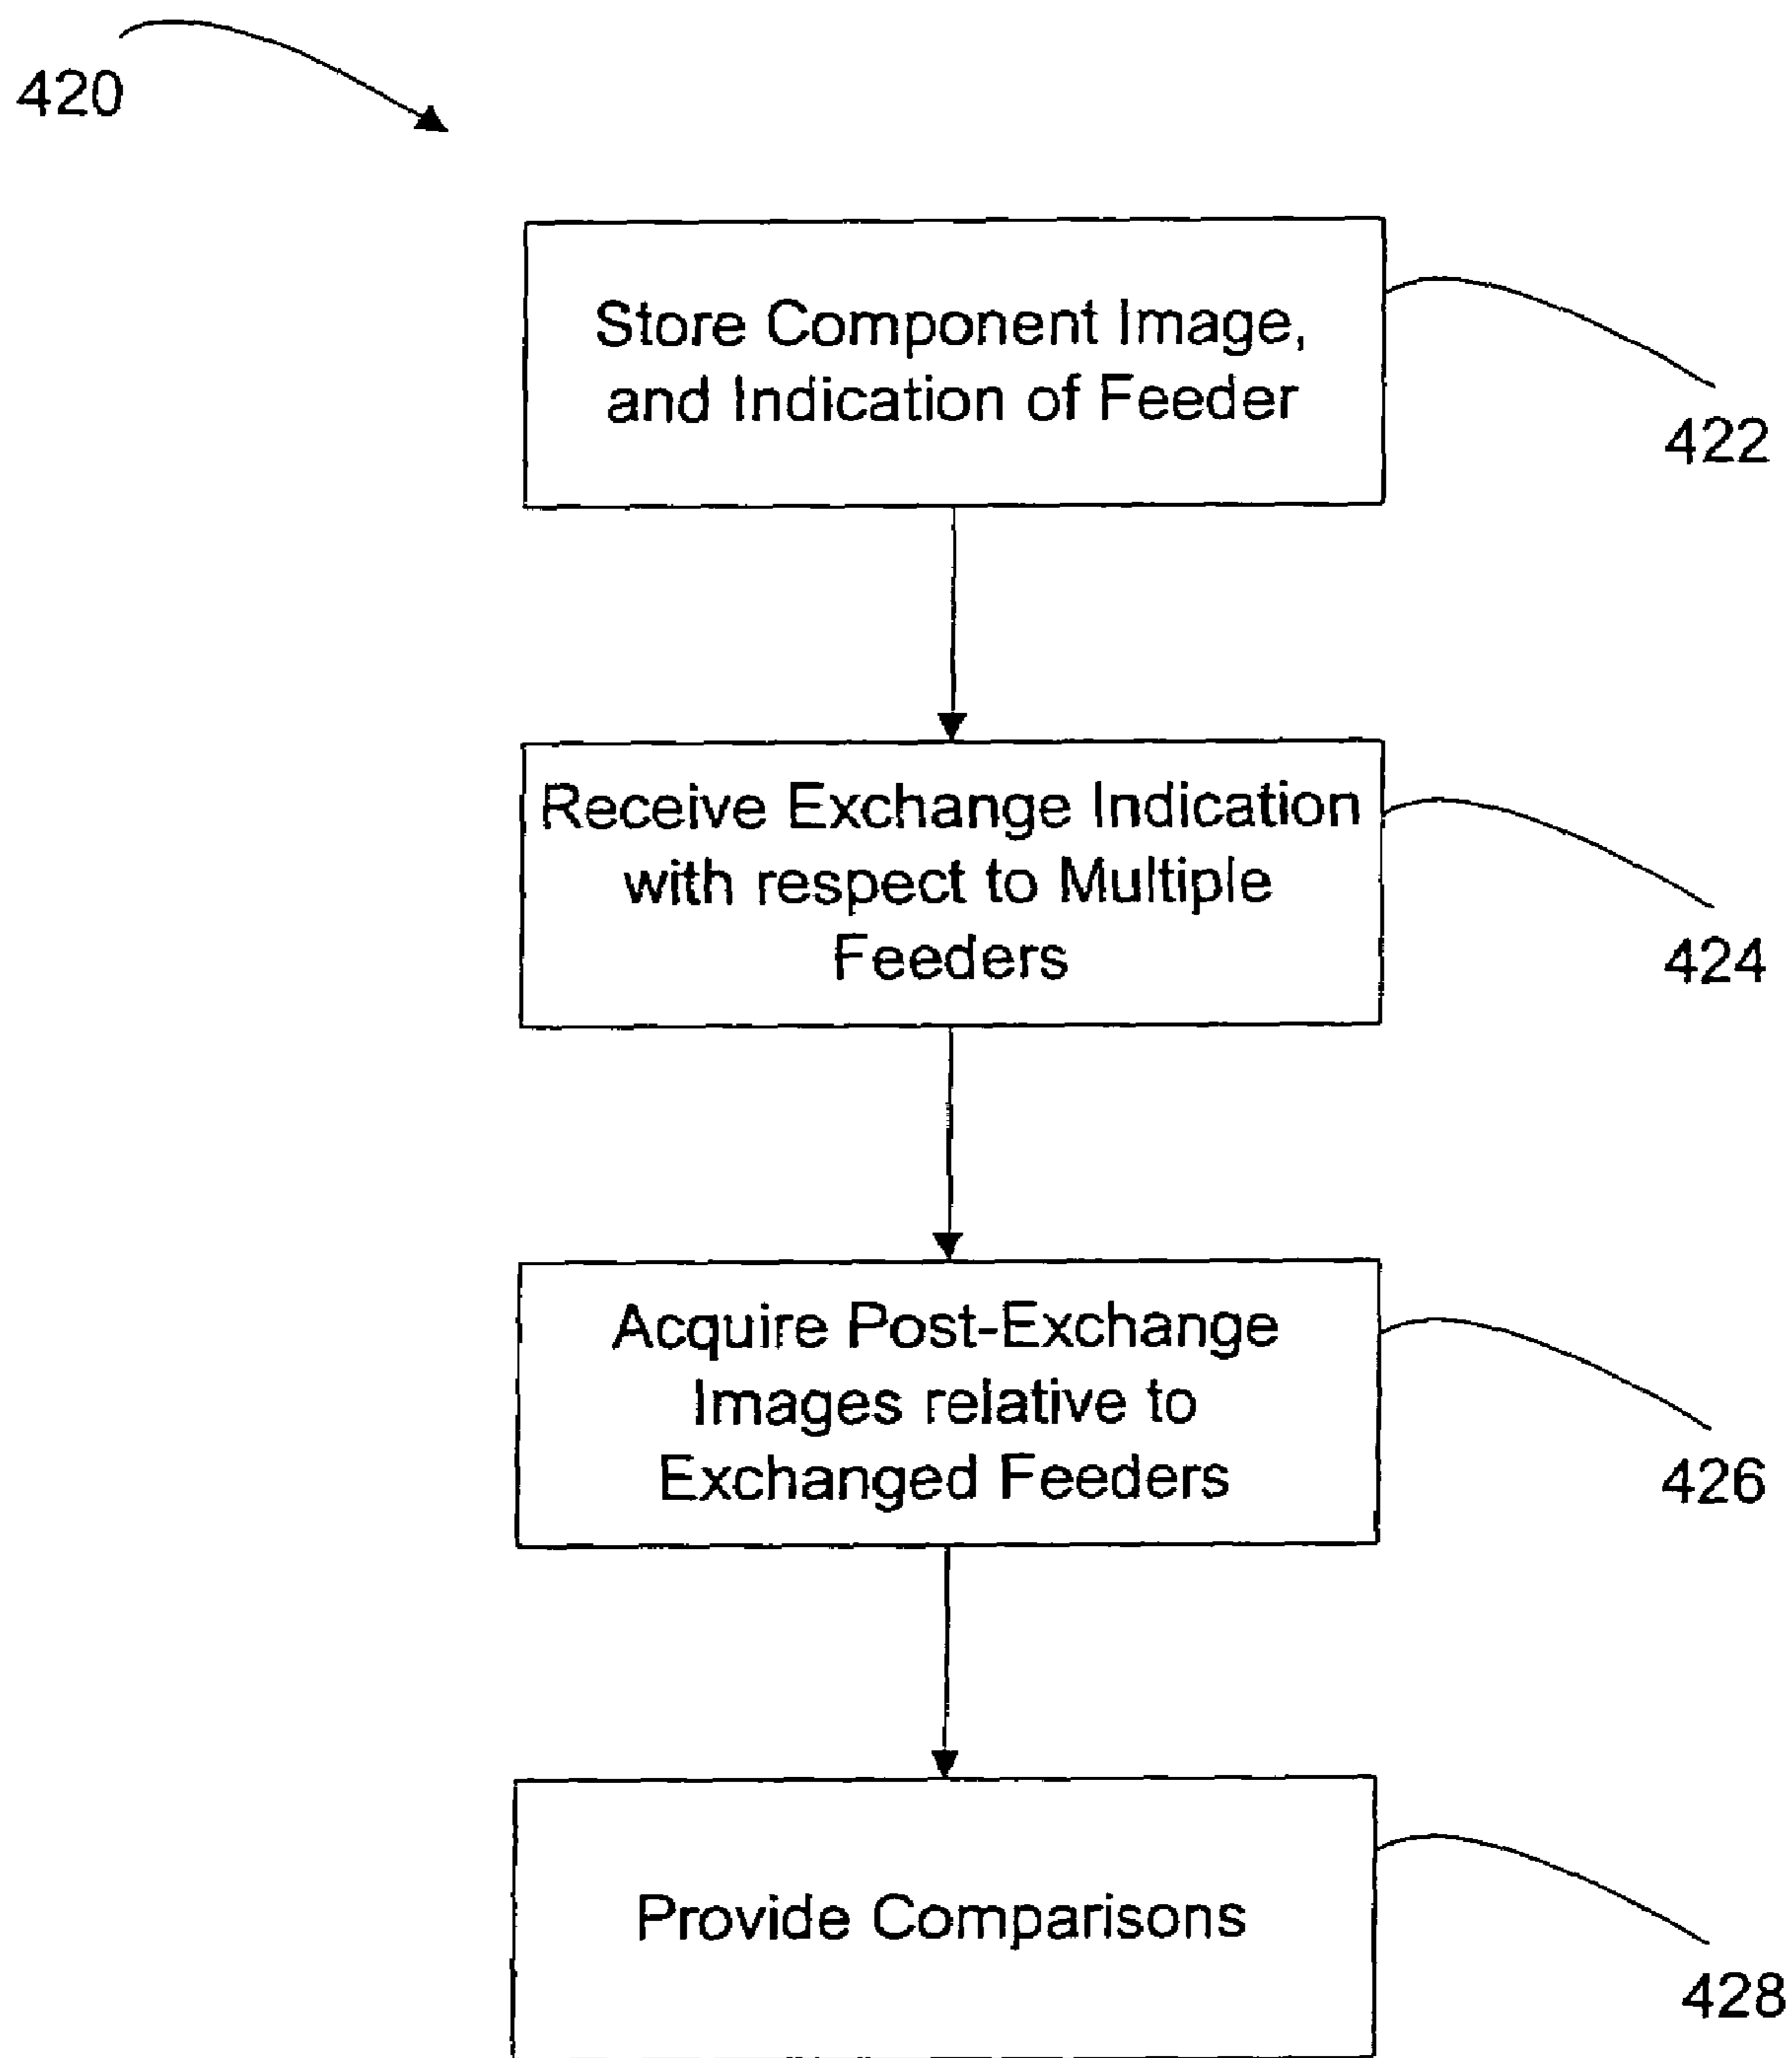 420
Store Component Image,
and Indication of Feeder
422
Receive Exchange Indication
with respect to Multiple
Feeders
424
Acquire Post-Exchange
Images relative to
Exchanged Feeders
426
Provide Comparisons
428